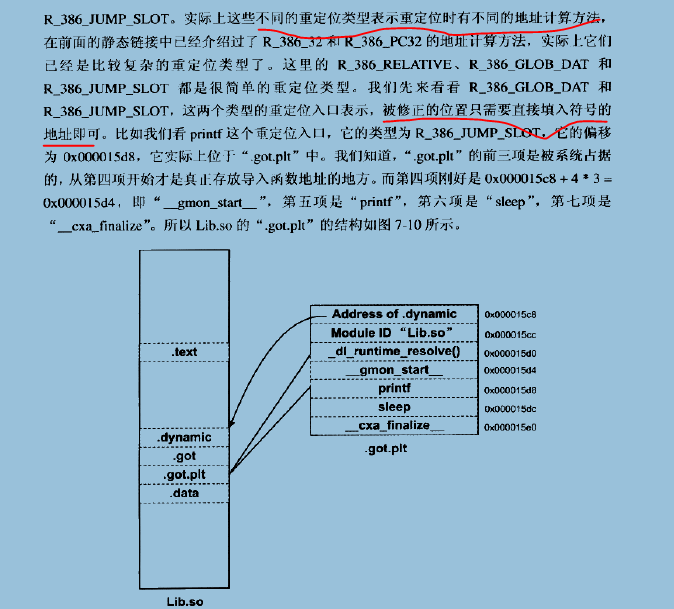 R_386_JUMP_SLOT。实际上这些不同的重定位类型表示重定位时有不同的地址计算方法，
在前面的静态链接中已经介绍过了 R_386_32 和 R_386_PC32 的地址计算方法，实际上它们
已经是比较复杂的重定位类型了。这里的 R_386_RELATIVE、R_386_GLOB_DAT 和
R_386_JUMP_SLOT 都是很简单的重定位类型。我们先来看看 R_386_GLOB_DAT 和
R_386_JUMP_SLOT，这两个类型的重定位入口表示，被修正的位置只需要直接填入符号的
地址即可。比如我们看 printf 这个重定位入口，它的类型为 R_386_JUMP_SLOT，它的偏移
为 0x000015d8，它实际上位于“.got.plt”中。我们知道，“.got.plt”的前三项是被系统占据
的，从第四项开始才是真正存放导入函数地址的地方。而第四项刚好是 0x000015c8 + 4 * 3 =
0x000015d4，即“__gmon_start__”，第五项是“printf”，第六项是“sleep”，第七项是
“__cxa_finalize”。所以 Lib.so 的“.got.plt”的结构如图 7-10 所示。
Address of .dynamic 0x000015c8
Module ID “Lib.so” 0x000015cc
_dl_runtime_resolve() 0x000015d0
__gmon_start__ 0x000015d4
printf 0x000015d8
sleep 0x000015dc
__cxa_finalize__ 0x000015e0
.got.plt
.text
.dynamic
.got
.got.plt
.data
Lib.so